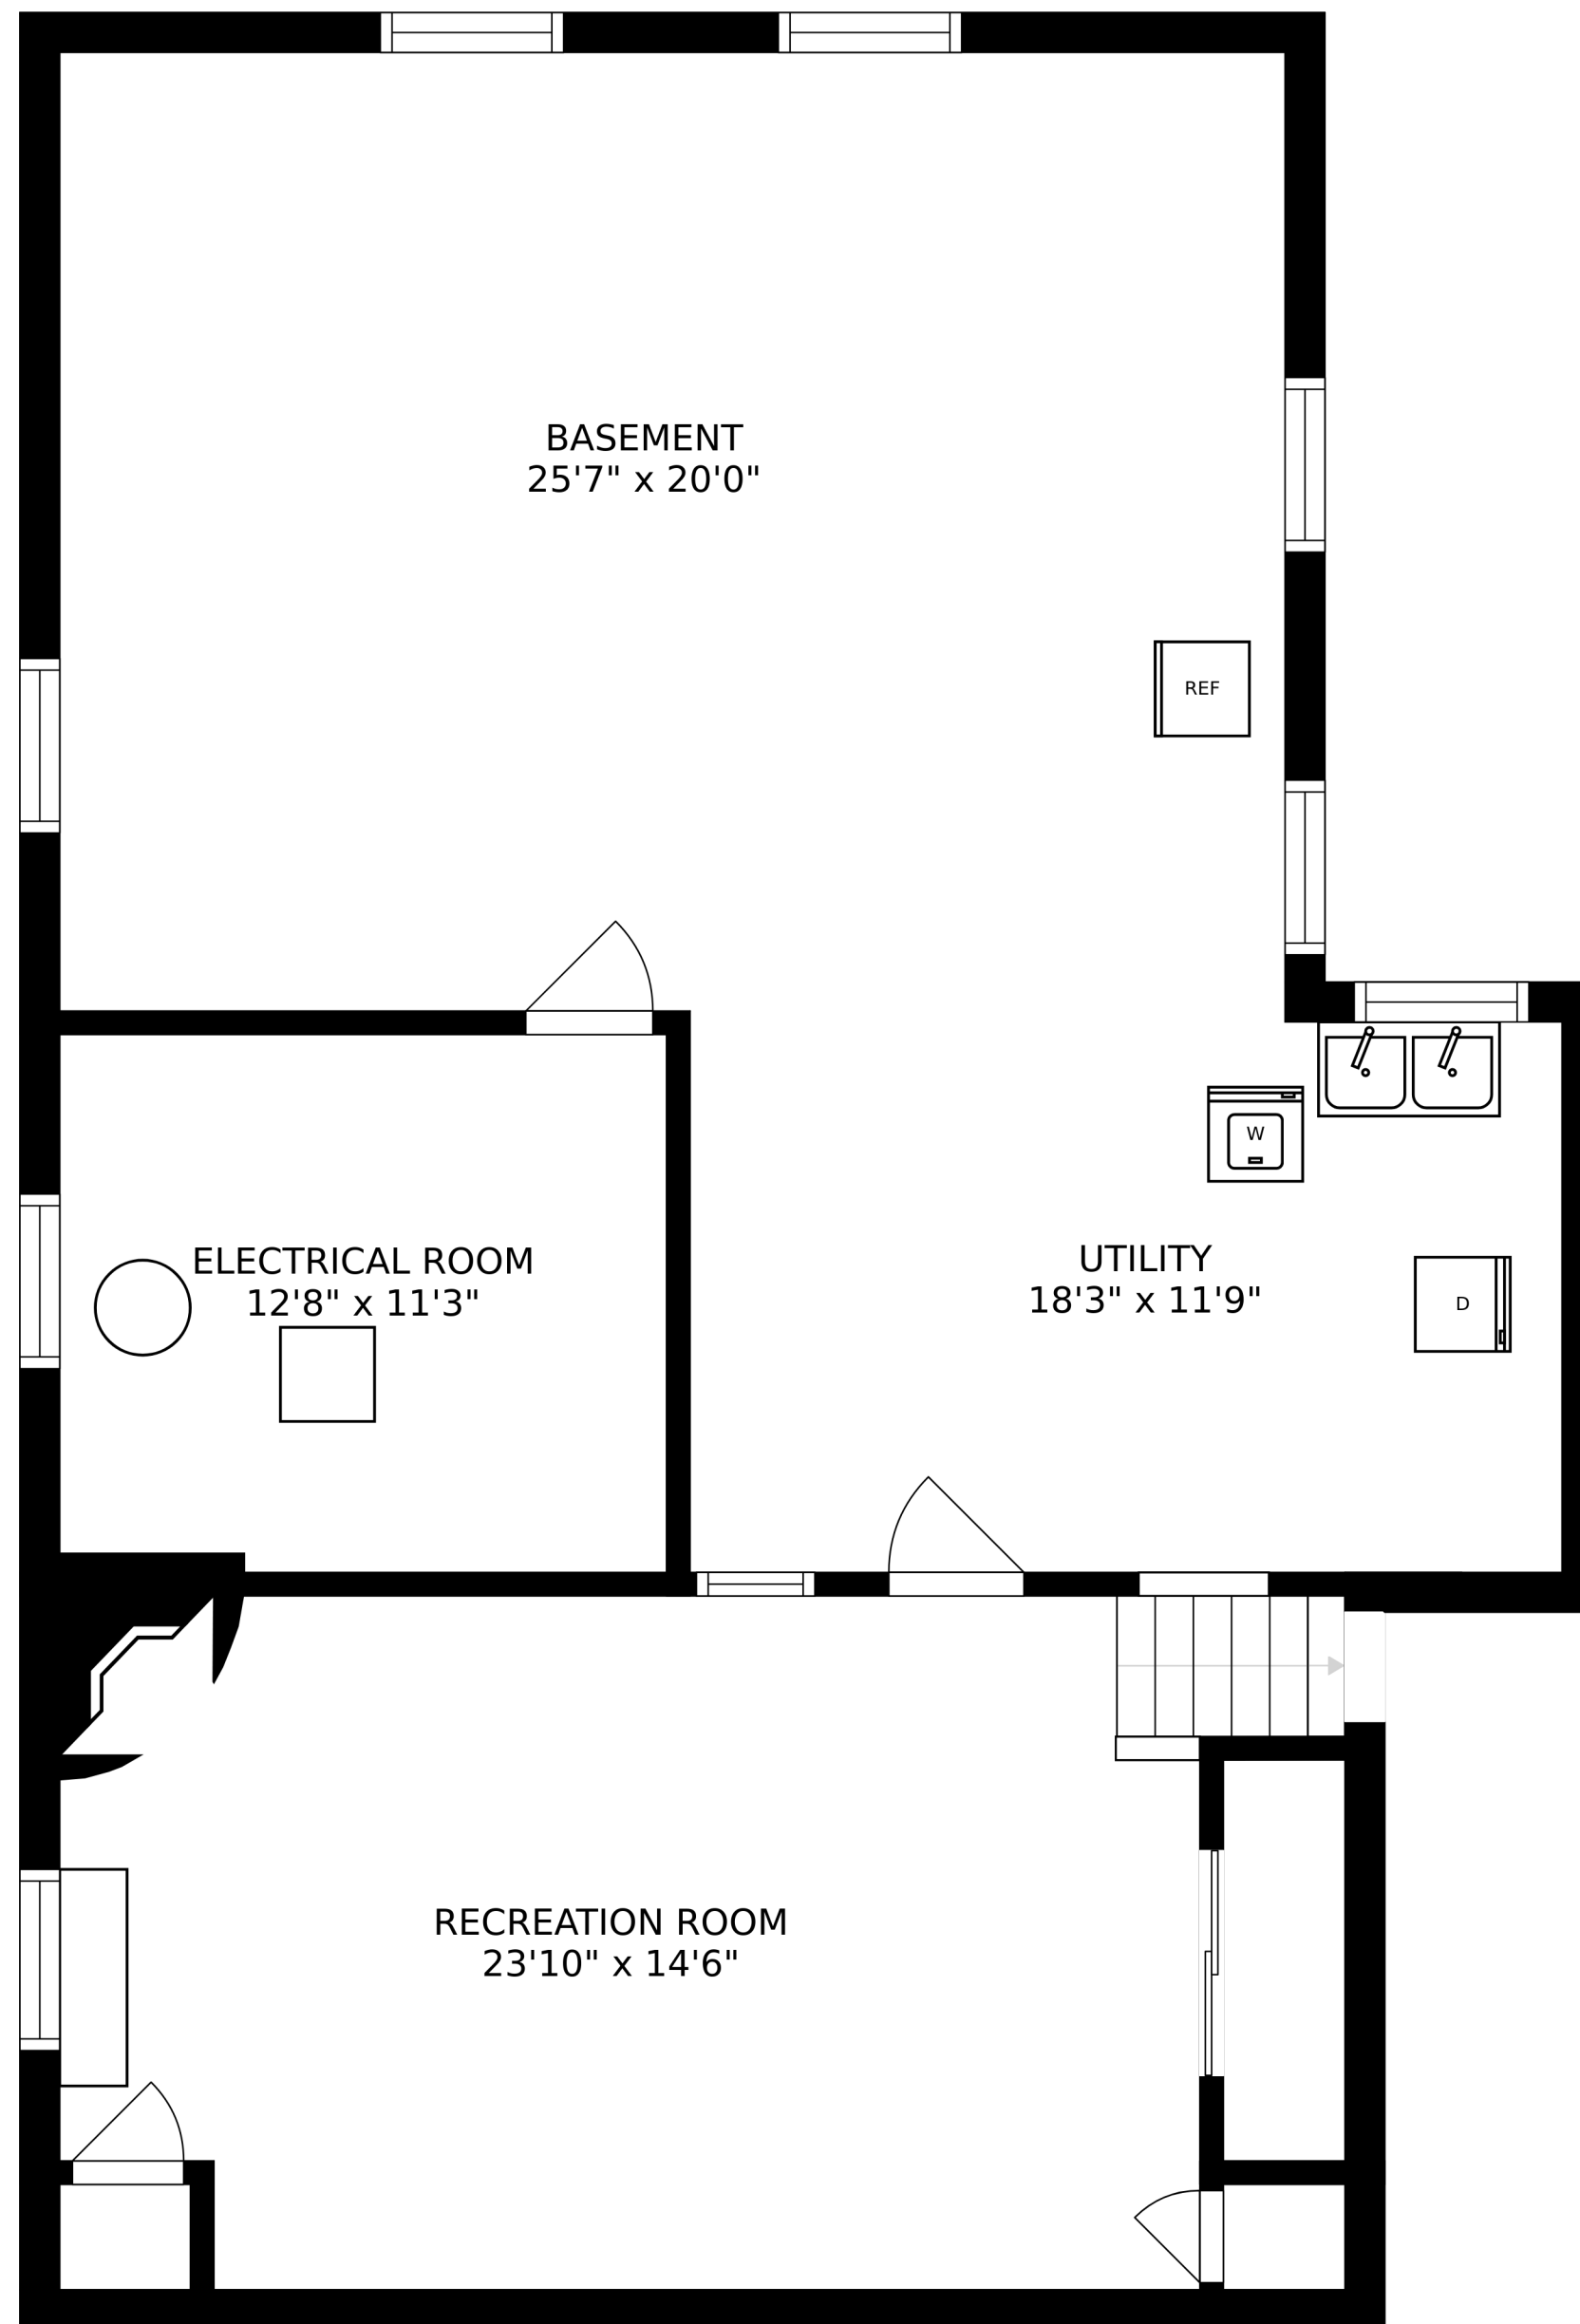 BASEMENT
25'7" x 20'0"
REF
W
ELECTRICAL ROOM
12'8" x 11'3"
UTILITY
18'3" x 11'9"
D
RECREATION ROOM
23'10" x 14'6"